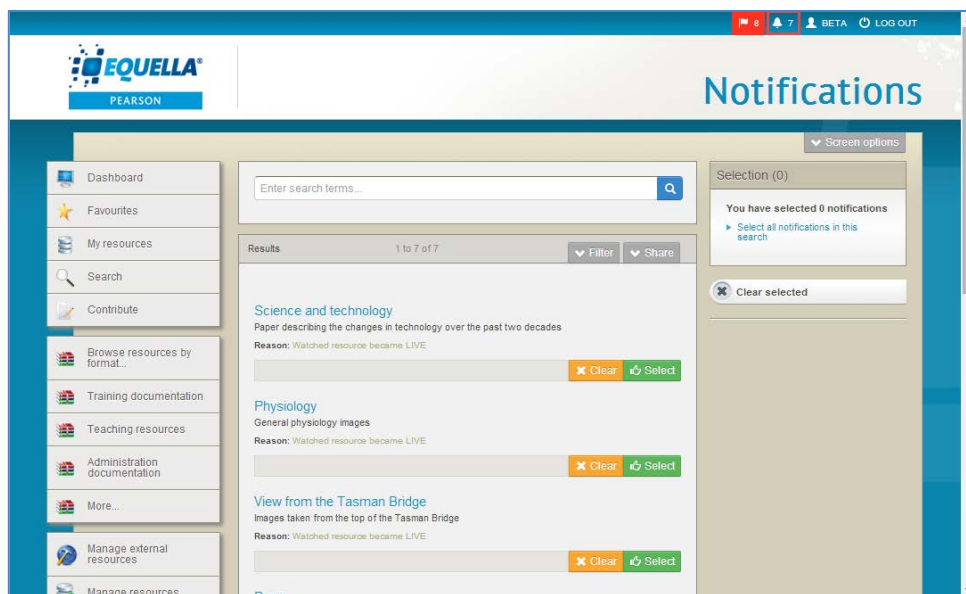 8 7 BETA LOG OUT
EQUELLA®
PEARSON
Notifications
Screen options
Dashboard
Favourites
My resources
Search
Contribute
Browse resources by
format...
Training documentation
Teaching resources
Administration
documentation
More...
Manage external
resources
Manage resources
Enter search terms...
Results 1 to 7 of 7 Filter Share
Science and technology
Paper describing the changes in technology over the past two decades
Reason: Watched resource became LIVE
Clear Select
Physiology
General physiology images
Reason: Watched resource became LIVE
Clear Select
View from the Tasman Bridge
Images taken from the top of the Tasman Bridge
Reason: Watched resource became LIVE
Clear Select
Selection (0)
You have selected 0 notifications
Select all notifications in this
search
Clear selected